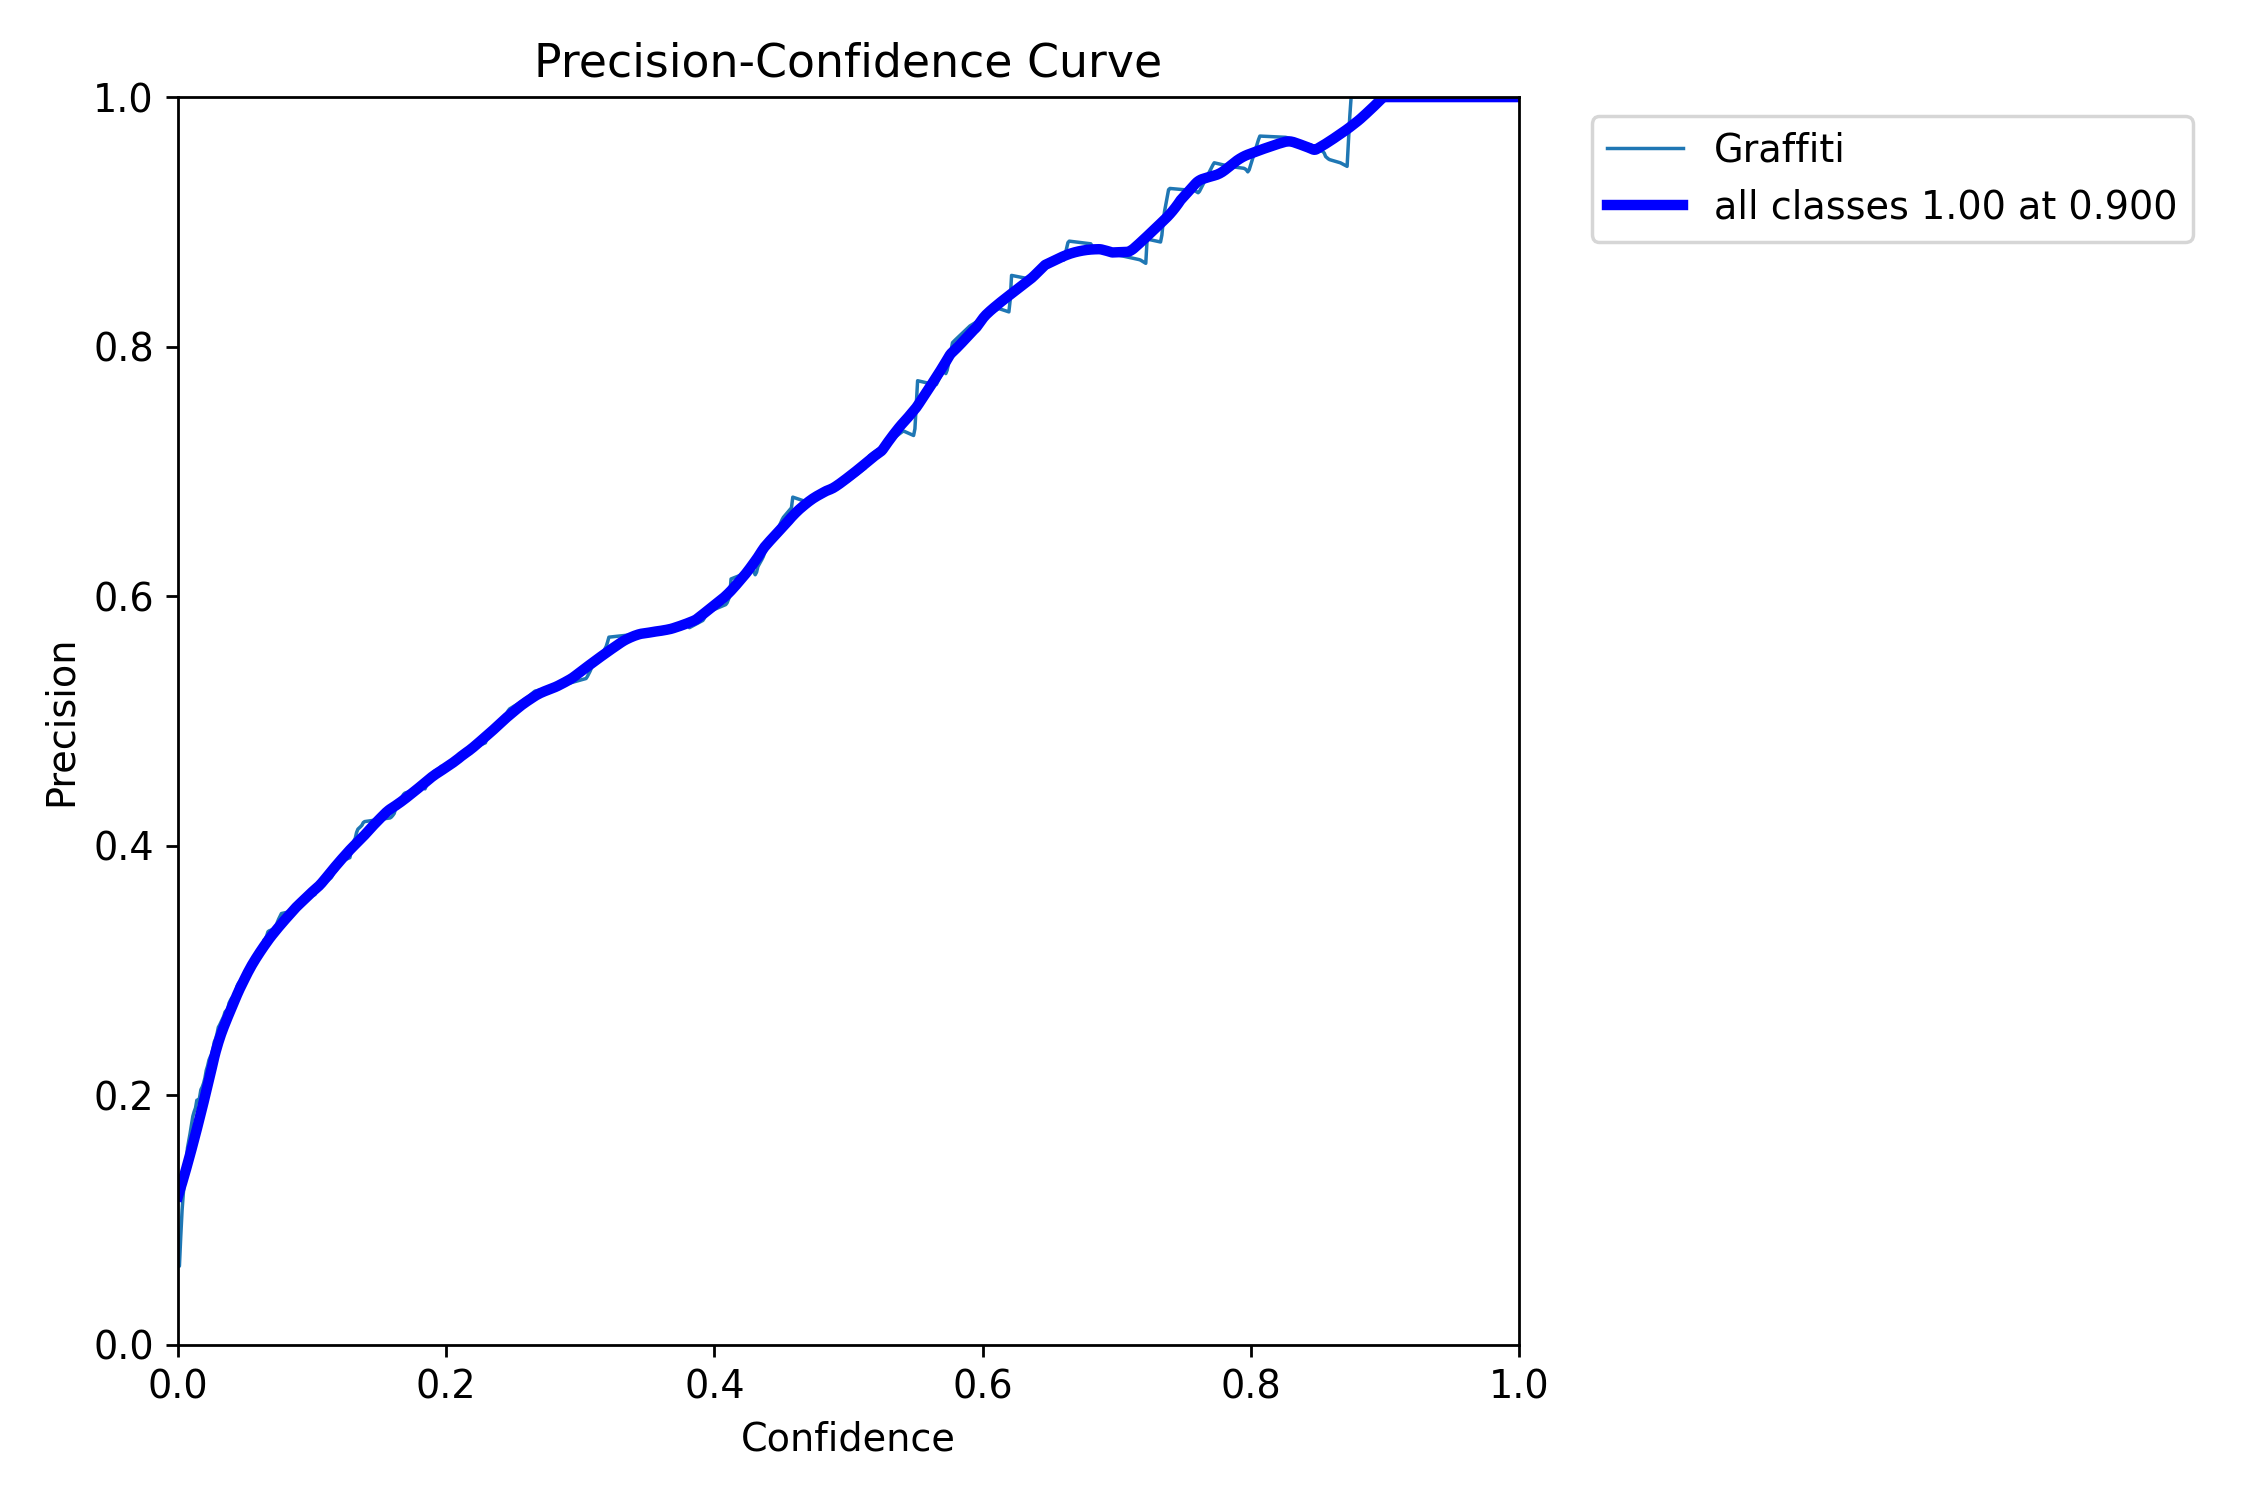 Precision-Confidence Curve
1.0
0.8
0.6
0.4
0.2
0.0
Precision
0.0 0.2 0.4 0.6 0.8 1.0
Confidence
Graffiti
all classes 1.00 at 0.900